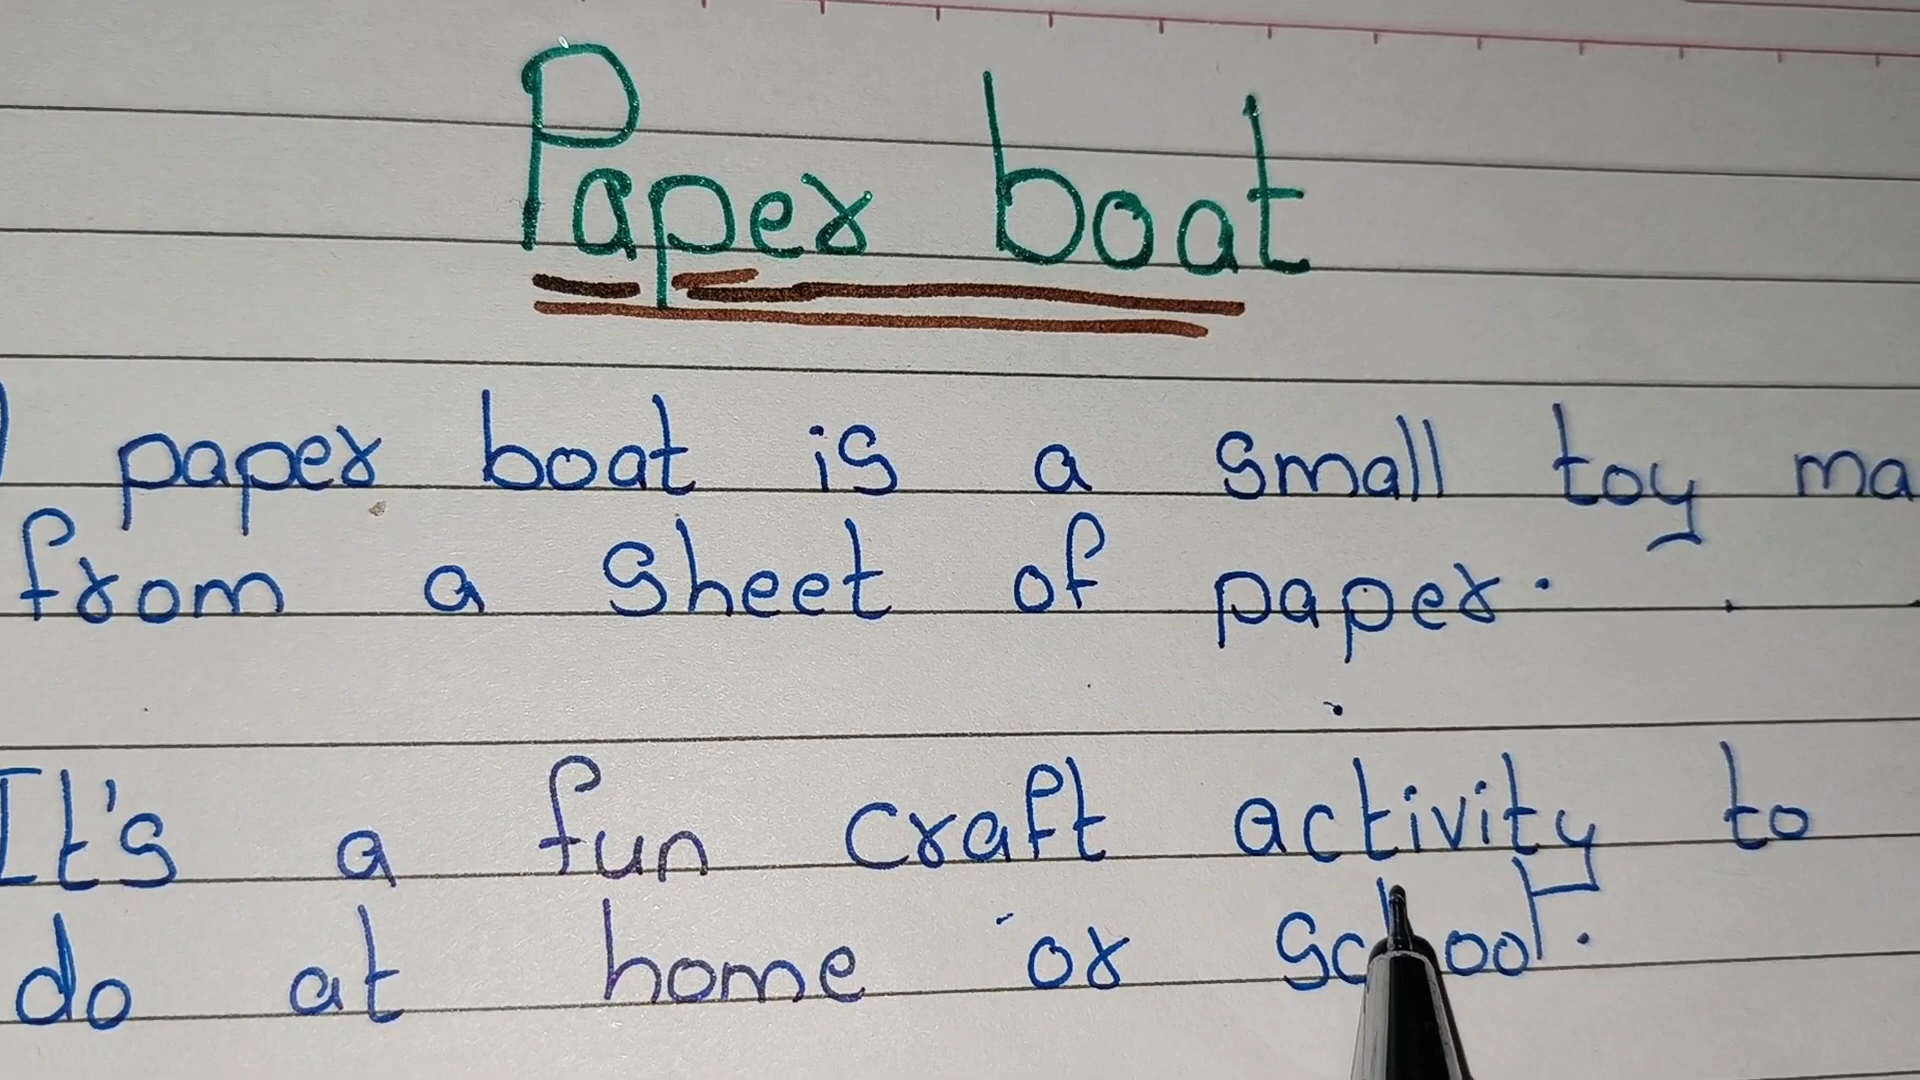 Paper boat
paper boat is a small toy ma
from a sheet of paper.
It's a fun craft activity to
do at home or school.